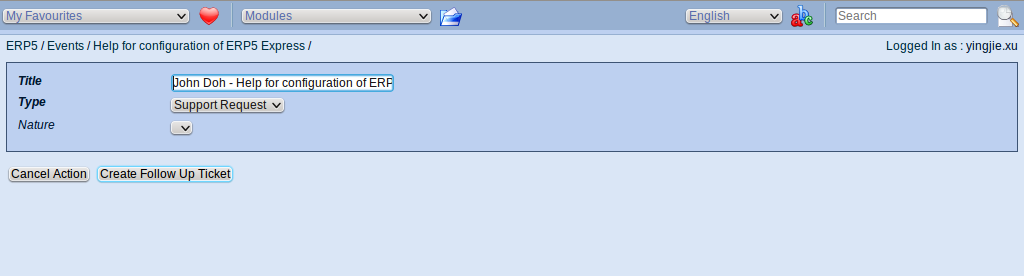 My Favourites Modules English abc Search
ERP5 / Events / Help for configuration of ERP5 Express / Logged In as : yingjie.xu
Title John Doh - Help for configuration of ERP
Type Support Request
Nature
Cancel Action Create Follow Up Ticket